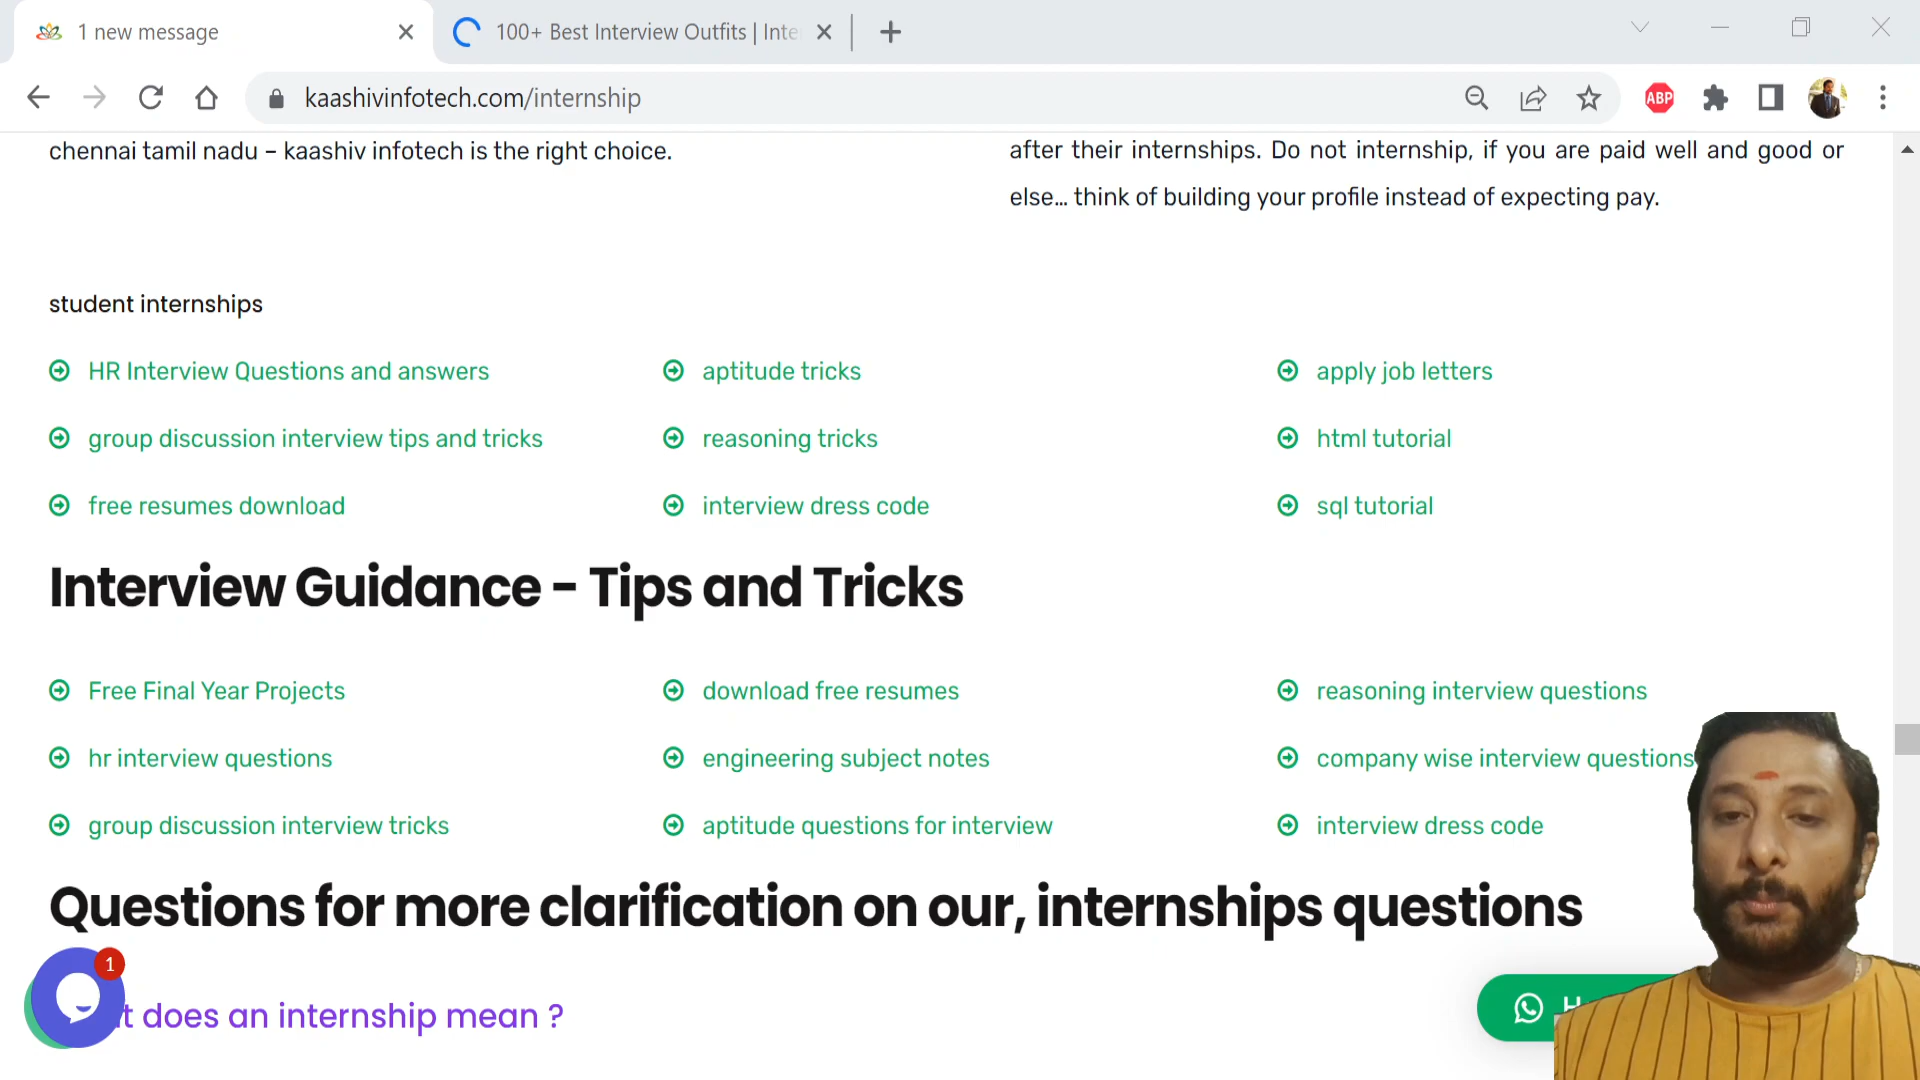 1 new message
100+ Best Interview Outfits | Inte
kaashivinfotech.com/internship
ABP
chennai tamil nadu – kaashiv infotech is the right choice.
after their internships. Do not internship, if you are paid well and good or
else... think of building your profile instead of expecting pay.
student internships
HR Interview Questions and answers
aptitude tricks
apply job letters
group discussion interview tips and tricks
reasoning tricks
html tutorial
free resumes download
interview dress code
sql tutorial
Interview Guidance - Tips and Tricks
Free Final Year Projects
download free resumes
reasoning interview questions
hr interview questions
engineering subject notes
company wise interview questions
group discussion interview tricks
aptitude questions for interview
interview dress code
Questions for more clarification on our, internships questions
1
t does an internship mean ?